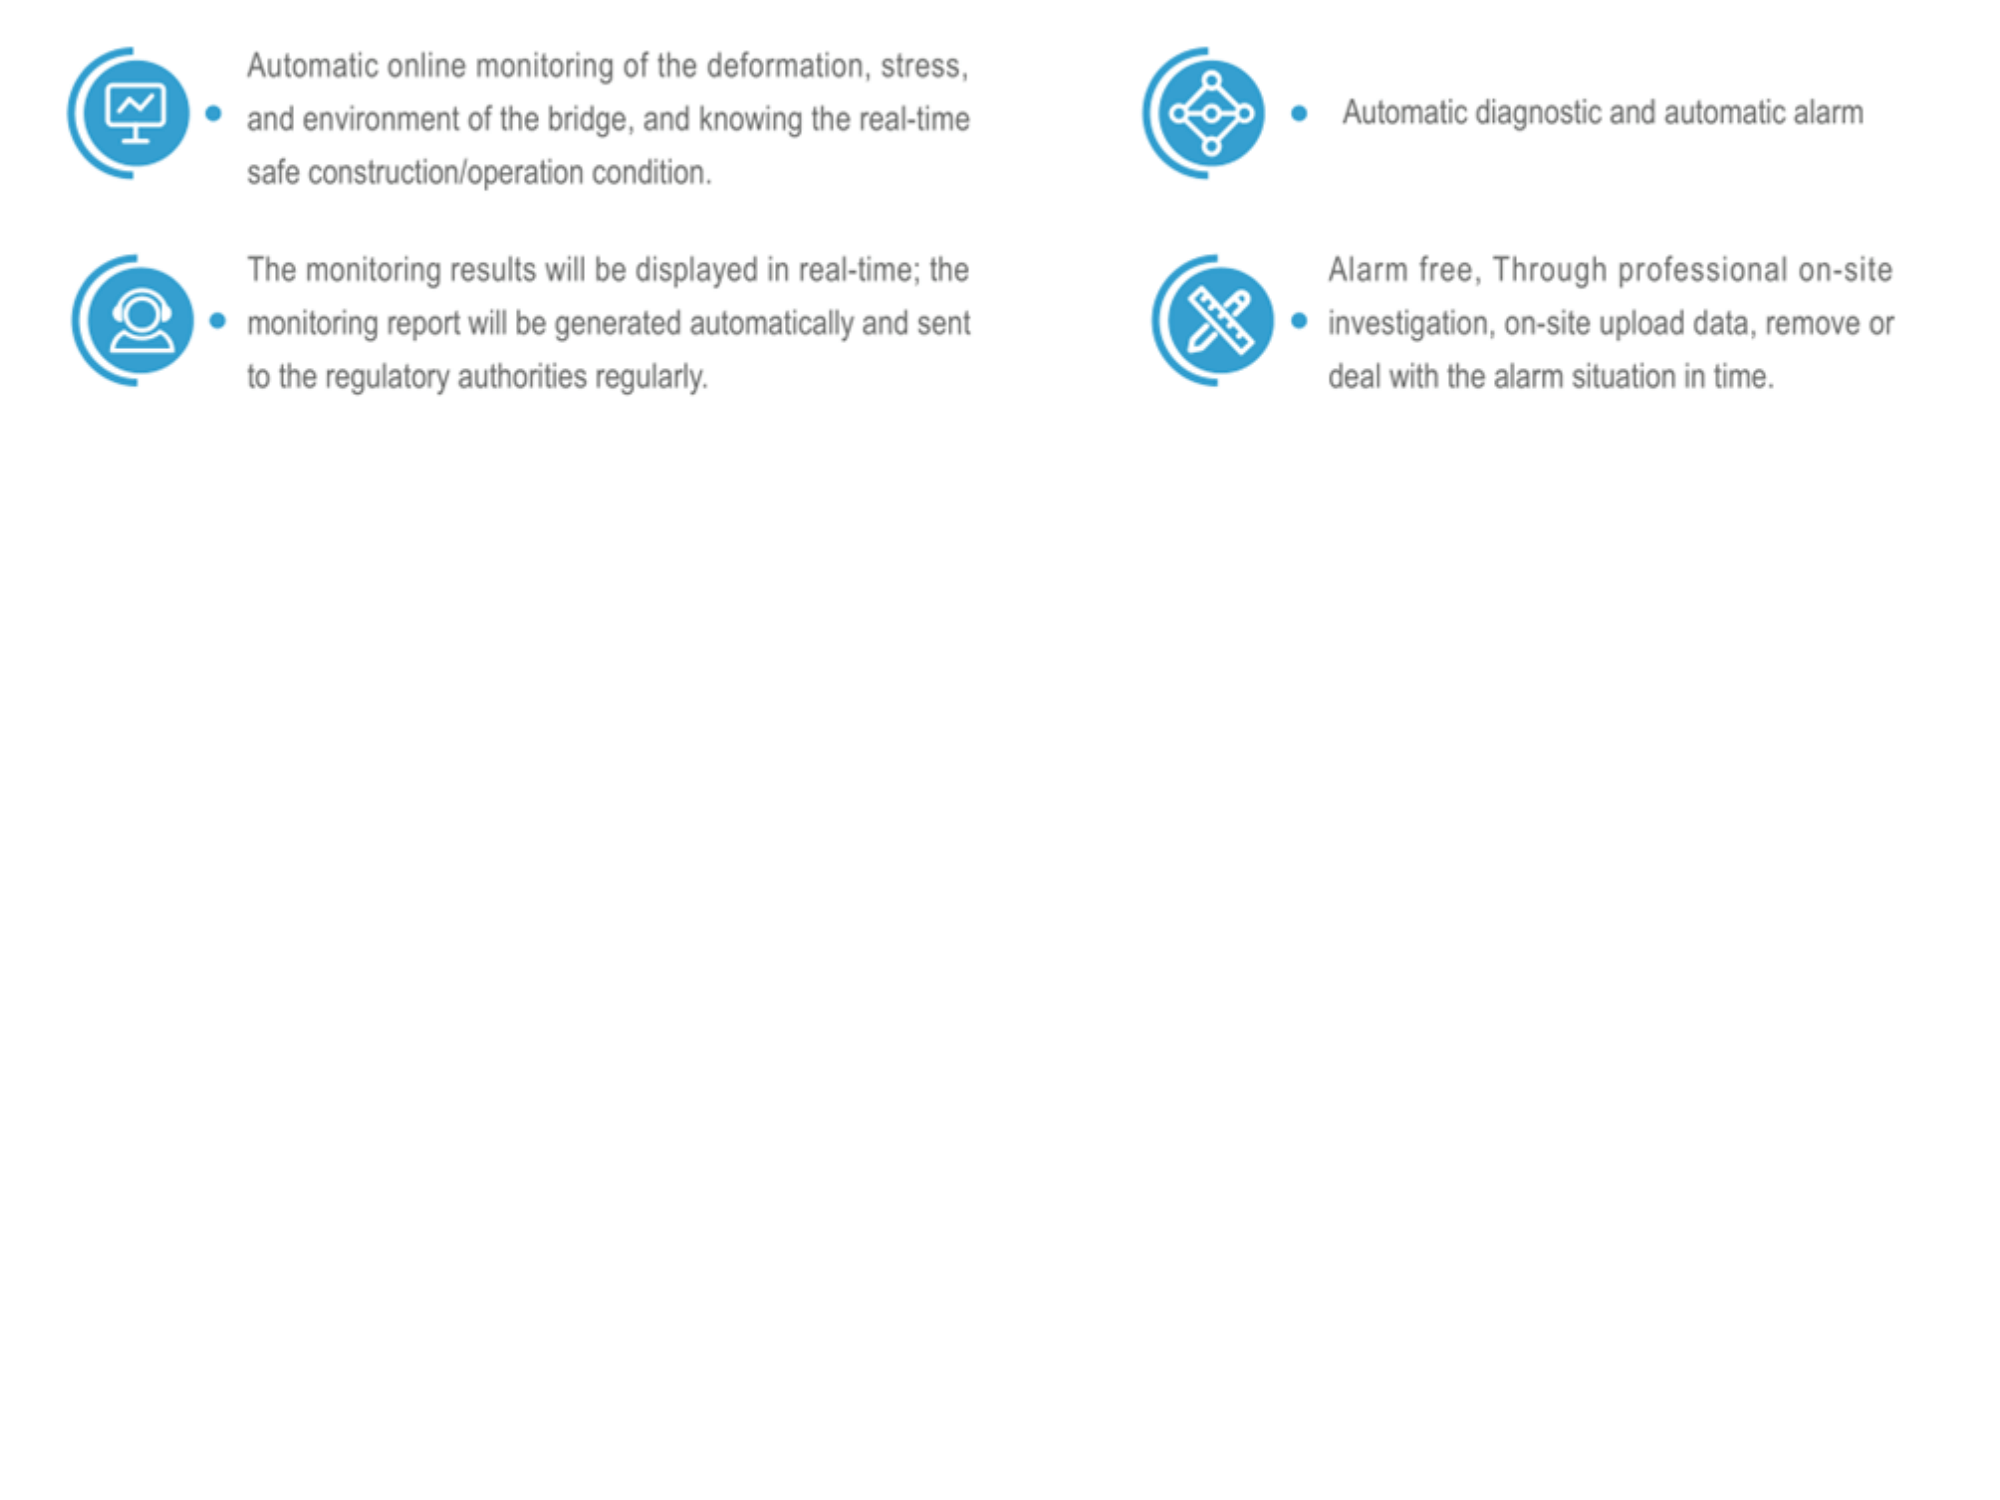 Automatic online monitoring of the deformation, stress,
and environment of the bridge, and knowing the real-time
safe construction/operation condition.
Automatic diagnostic and automatic alarm
The monitoring results will be displayed in real-time; the
monitoring report will be generated automatically and sent
to the regulatory authorities regularly.
Alarm free, Through professional on-site
investigation, on-site upload data, remove or
deal with the alarm situation in time.